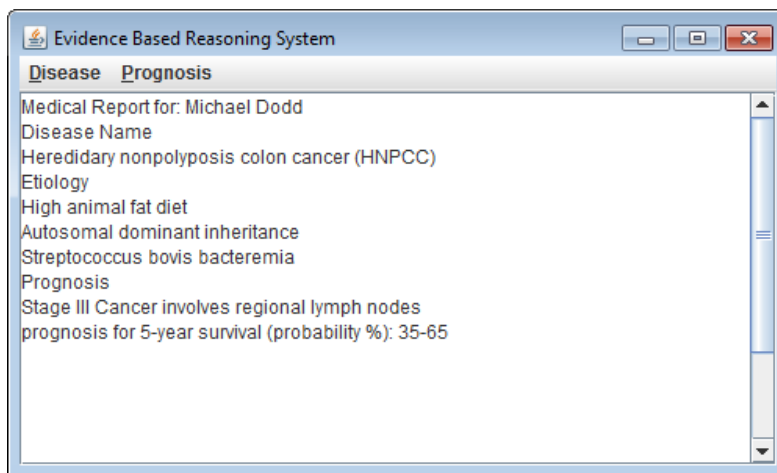 Evidence Based Reasoning System
Disease Prognosis
Medical Report for: Michael Dodd
Disease Name
Heredidary nonpolyposis colon cancer (HNPCC)
Etiology
High animal fat diet
Autosomal dominant inheritance
Streptococcus bovis bacteremia
Prognosis
Stage III Cancer involves regional lymph nodes
prognosis for 5-year survival (probability %): 35-65